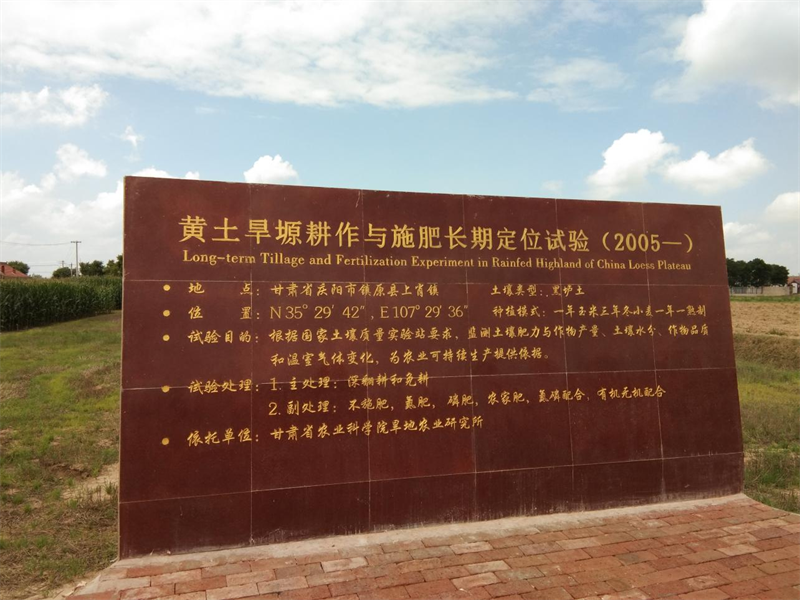 黄土旱塬耕作与施肥长期定位试验（2005—）
Long-term Tillage and Fertilization Experiment in Rainfed Highland of China Loess Plateau
• 地 点：甘肃省庆阳市镇原县上肖镇 土壤类型：黑垆土
• 位 置：N 35° 29′ 42″ , E 107° 29′ 36″ 种植模式：一年玉米三年冬小麦一年一熟制
• 试验目的：根据国家土壤质量实验站要求，监测土壤肥力与作物产量、土壤水分、作物品质
和温室气体变化，为农业可持续生产提供依据。
• 试验处理：1. 主处理：深翻耕和免耕
2. 副处理：不施肥，氮肥，磷肥，农家肥，氮磷配合，有机无机配合
• 依托单位：甘肃省农业科学院旱地农业研究所